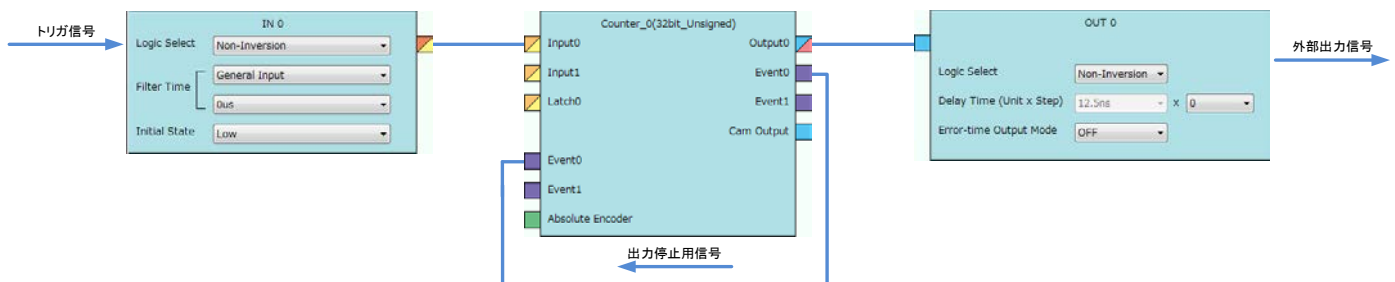 トリガ信号
IN 0
Logic Select
Non-Inversion
Filter Time
General Input
0us
Initial State
Low
Counter_0(32bit_Unsigned)
Input0
Output0
Input1
Event0
Latch0
Event1
Cam Output
Event0
Event1
Absolute Encoder
出力停止用信号
OUT 0
Logic Select
Non-Inversion
Delay Time (Unit x Step)
12.5ns
x
0
Error-time Output Mode
OFF
外部出力信号